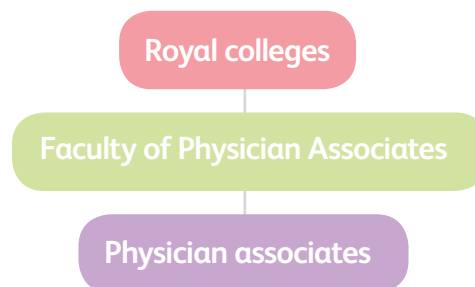 Royal colleges
Faculty of Physician Associates
Physician associates